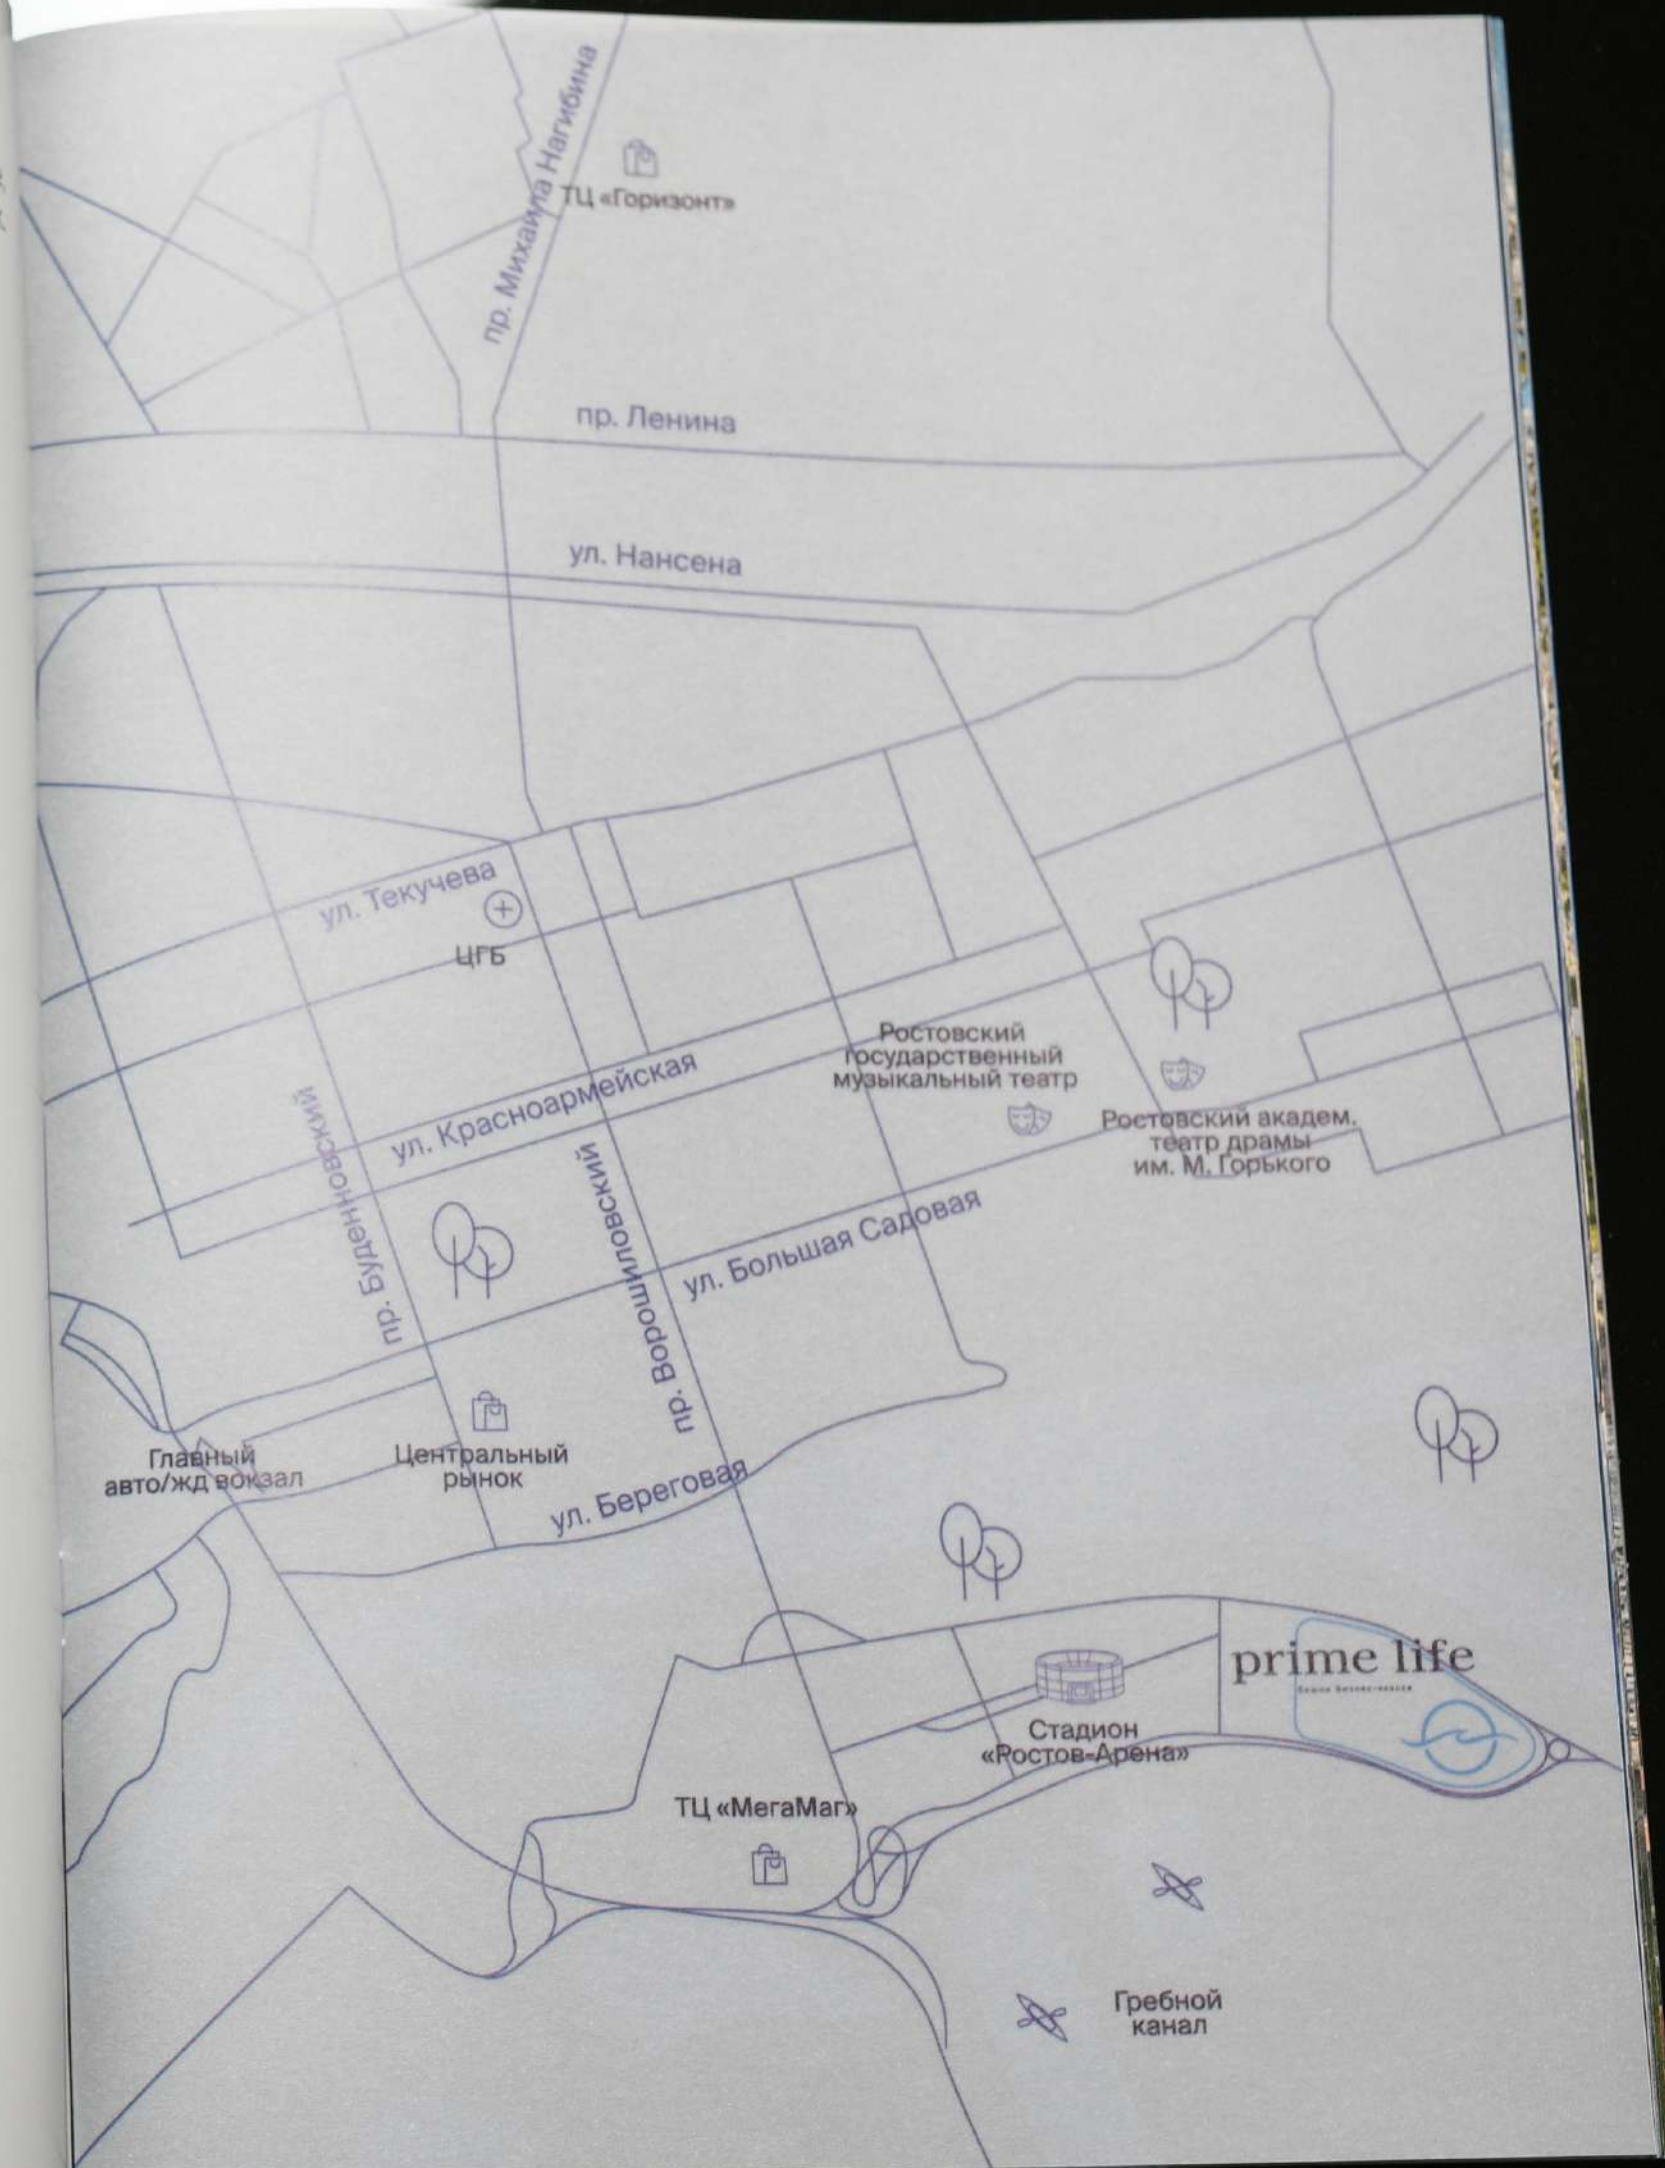 пр. Михаила Нагибина
ТЦ «Горизонт»
пр. Ленина
ул. Нансена
ул. Текучева
ЦГБ
ул. Красноармейская
Ростовский
государственный
музыкальный театр
Ростовский академ.
театр драмы
им. М. Горького
пр. Буденновский
пр. Ворошиловский
ул. Большая Садовая
Главный
авто/жд вокзал
Центральный
рынок
ул. Береговая
prime life
Стадион
«Ростов-Арена»
ТЦ «МегаМаг»
Гребной
канал